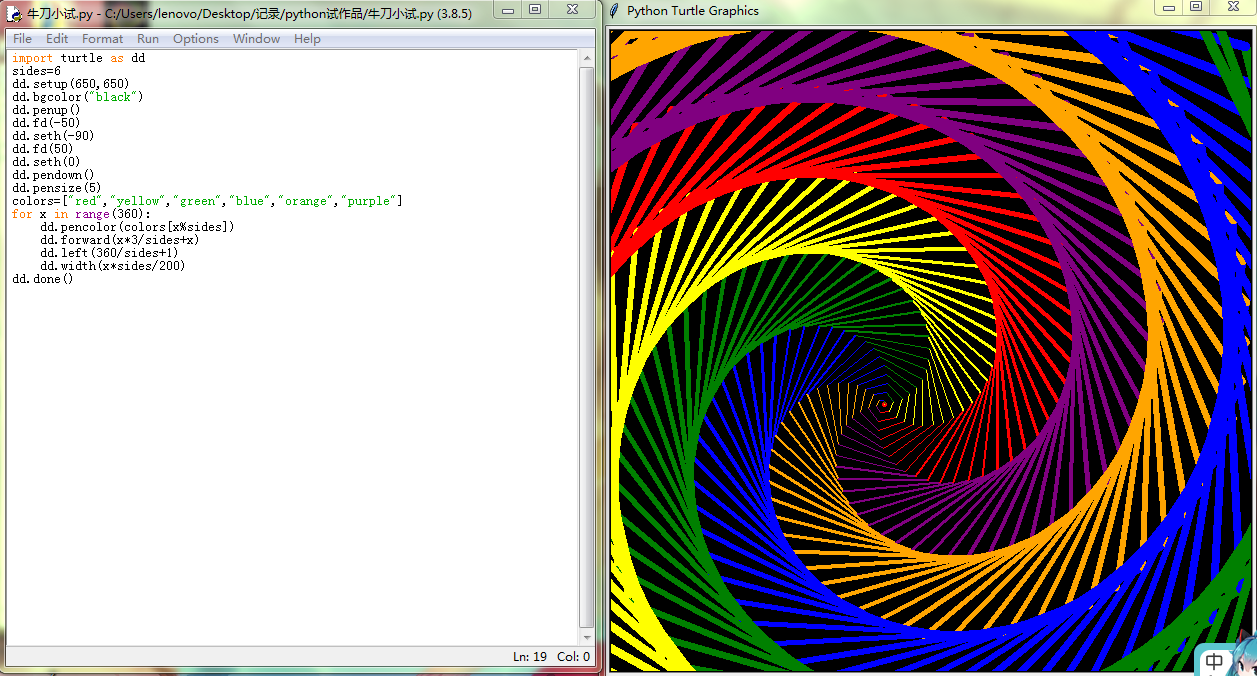 牛刀小试.py - C:/Users/lenovo/Desktop/记录/python试作品/牛刀小试.py (3.8.5)
File Edit Format Run Options Window Help
import turtle as dd
sides=6
dd.setup(650,650)
dd.bgcolor("black")
dd.penup()
dd.fd(-50)
dd.seth(-90)
dd.fd(50)
dd.seth(0)
dd.pendown()
dd.pensize(5)
colors=["red","yellow","green","blue","orange","purple"]
for x in range(360):
    dd.pencolor(colors[x%sides])
    dd.forward(x*3/sides+x)
    dd.left(360/sides+1)
    dd.width(x*sides/200)
dd.done()
Ln: 19 Col: 0
Python Turtle Graphics
中